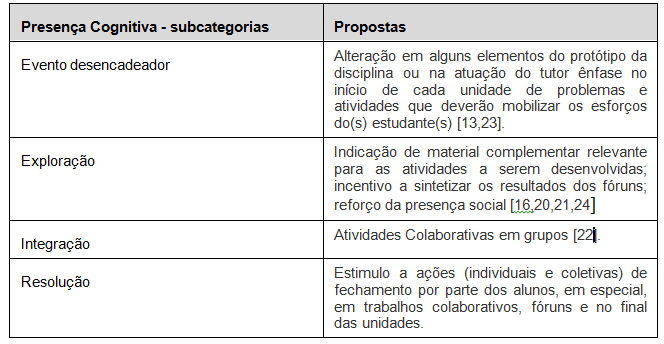 Presença Cognitiva - subcategorias
Propostas
Evento desencadeador
Alteração em alguns elementos do protótipo da
disciplina ou na atuação do tutor ênfase no
início de cada unidade de problemas e
atividades que deverão mobilizar os esforços
do(s) estudante(s) [13,23].
Exploração
Indicação de material complementar relevante
para as atividades a serem desenvolvidas;
incentivo a sintetizar os resultados dos fóruns;
reforço da presença social [16,20,21,24]
Integração
Atividades Colaborativas em grupos [22].
Resolução
Estimulo a ações (individuais e coletivas) de
fechamento por parte dos alunos, em especial,
em trabalhos colaborativos, fóruns e no final
das unidades.